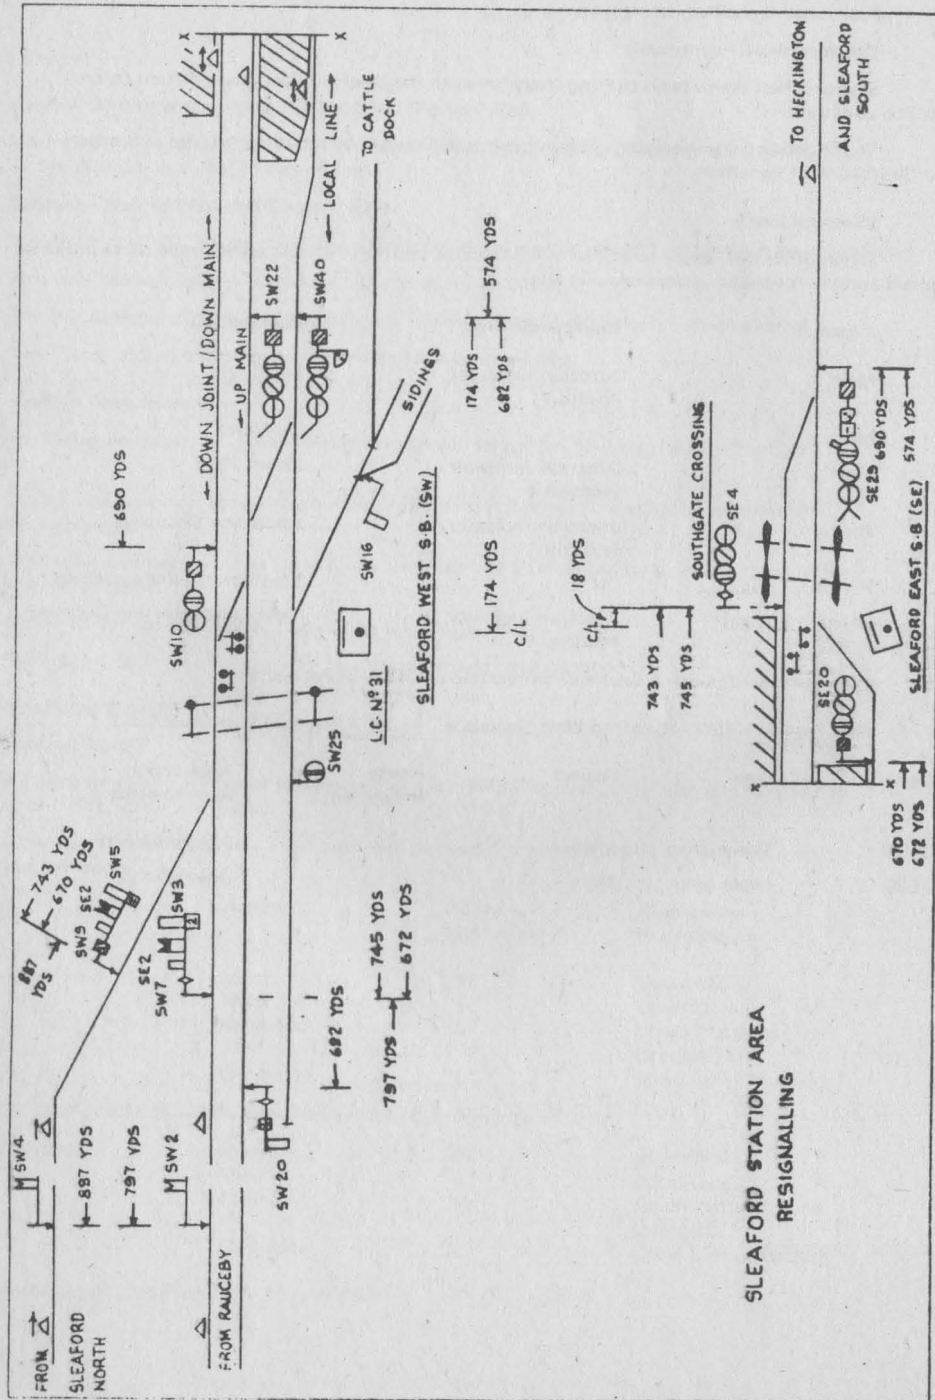 FROM
SLEAFORD
NORTH
SW4
887 YDS
797 YDS
SW2
FROM RAUCEBY
743 YDS
670 YDS
887
YDS
SW9
SE2
SW5
SE2
SW7
SW3
2
SW20
682 YDS
745 YDS
672 YDS
797 YDS
SW10
690 YDS
SW25
L.C. Nº 31
SLEAFORD WEST S.B. (SW)
SW16
SIDINGS
DOWN JOINT/DOWN MAIN
UP MAIN
LOCAL LINE
TO CATTLE
DOCK
SW22
SW40
X
X
174 YDS
574 YDS
682 YDS
174 YDS
C/L
18 YDS
C/L
743 YDS
745 YDS
SOUTHGATE CROSSING
SE4
X
X
SE20
670 YDS
672 YDS
SE29
690 YDS
574 YDS
SLEAFORD EAST S.B (SE)
TO HECKINGTON
AND SLEAFORD
SOUTH
SLEAFORD STATION AREA
RESIGNALLING